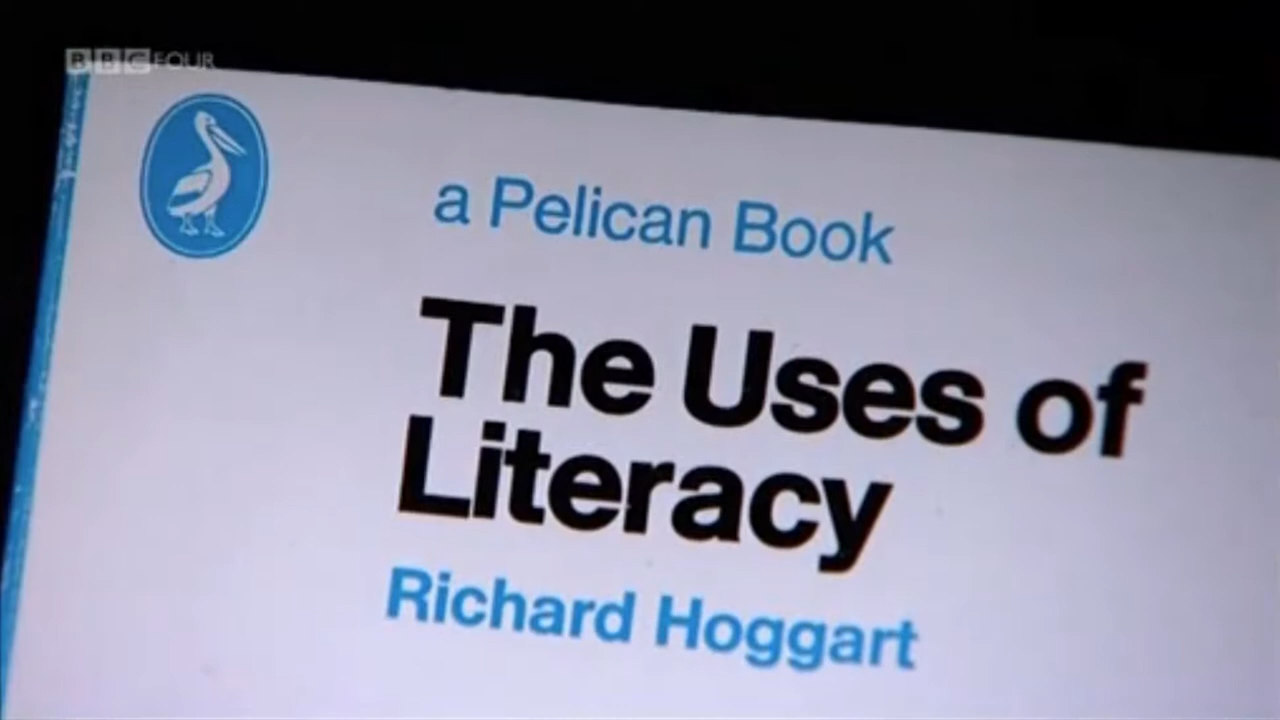 BBC FOUR
a Pelican Book
The Uses of
Literacy
Richard Hoggart